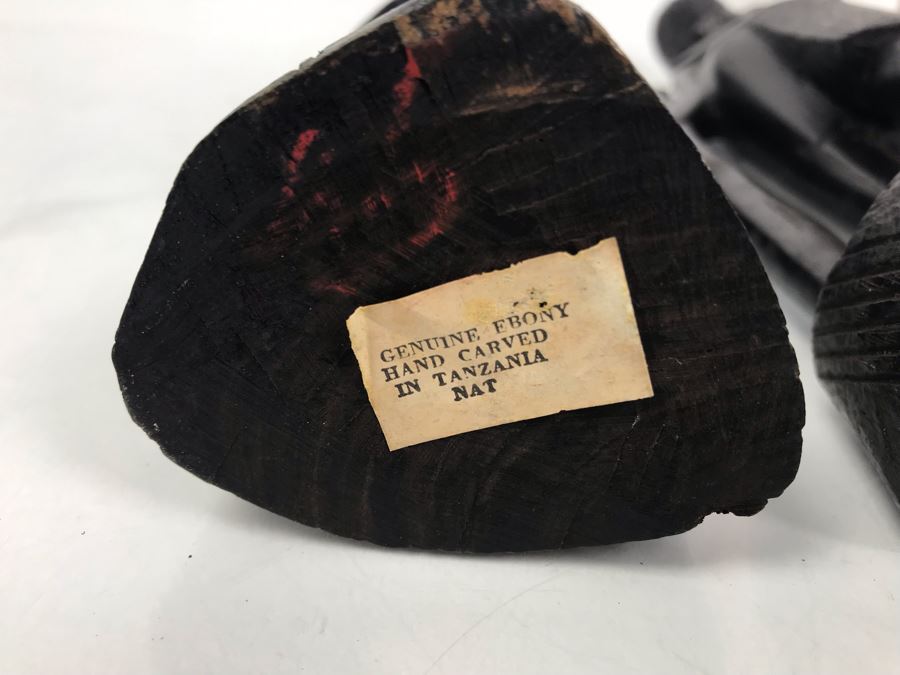 GENUINE EBONY
HAND CARVED
IN TANZANIA
NAT